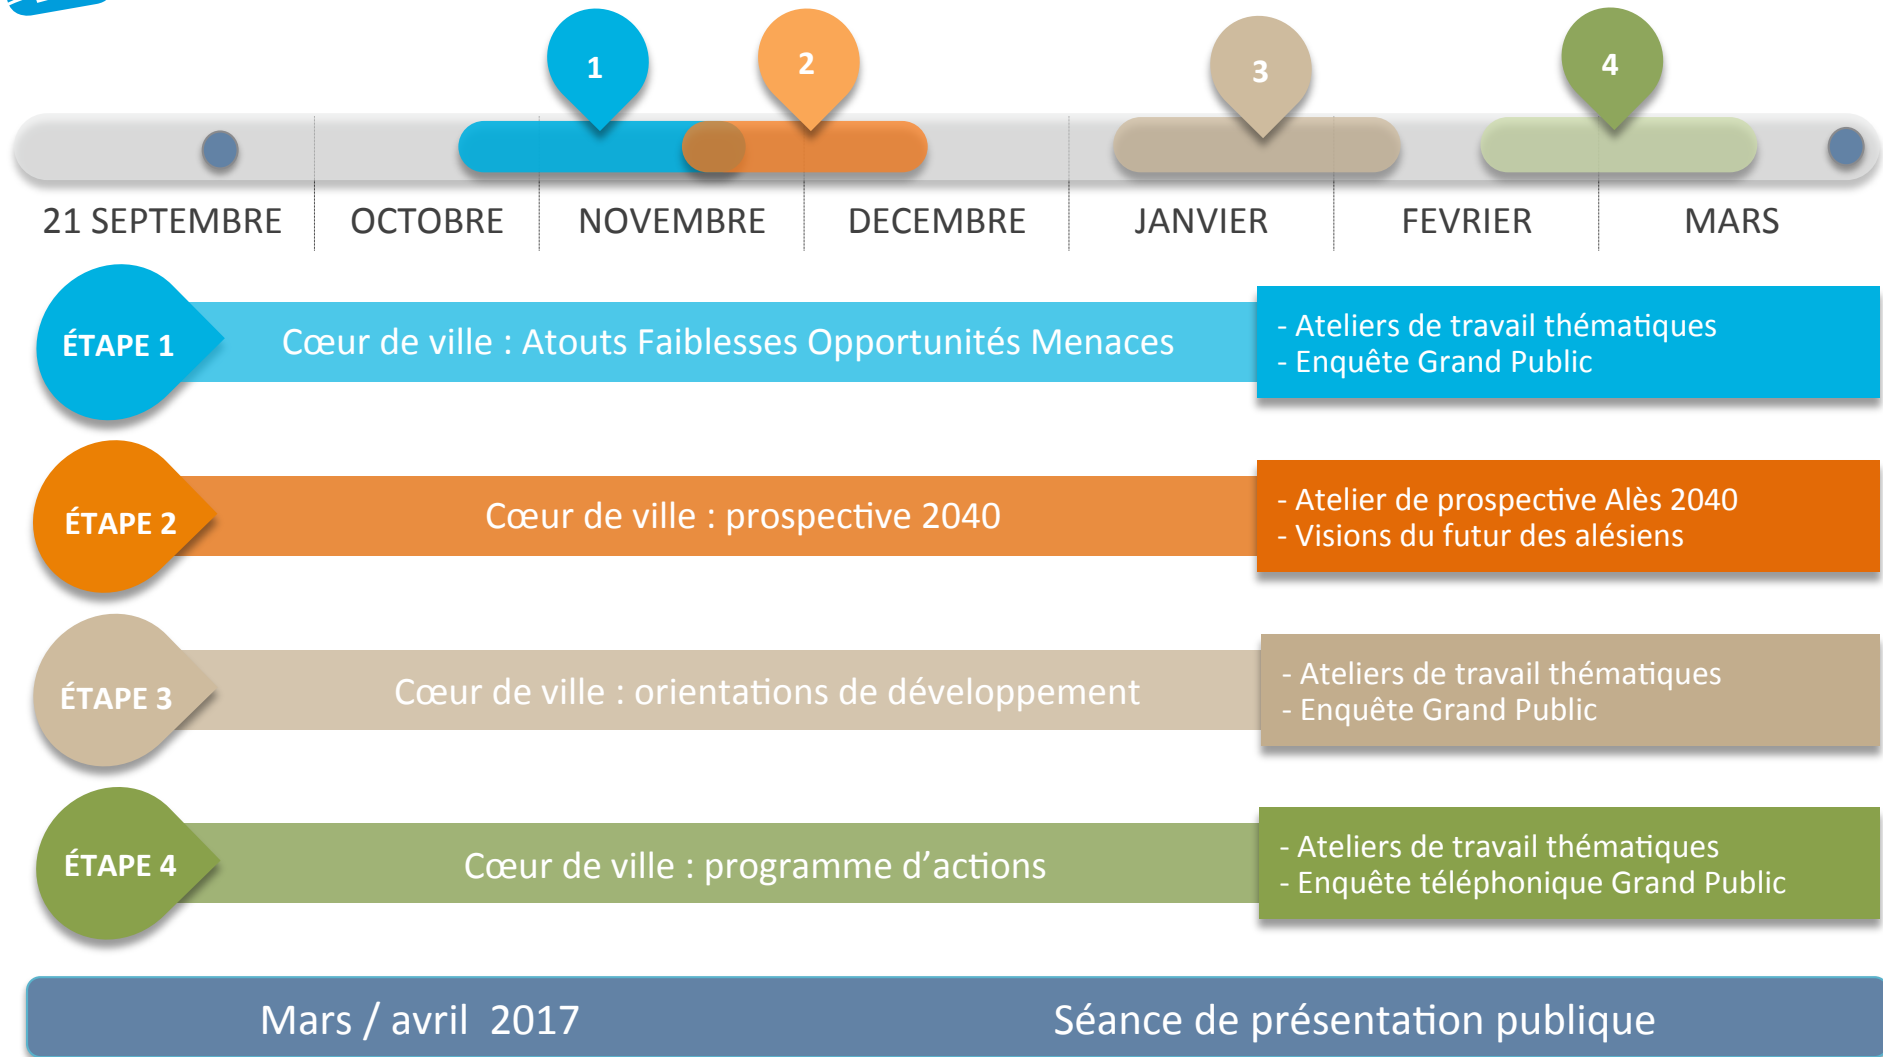 1
2
3
4
21 SEPTEMBRE
OCTOBRE
NOVEMBRE
DECEMBRE
JANVIER
FEVRIER
MARS
ÉTAPE 1
Cœur de ville : Atouts Faiblesses Opportunités Menaces
- Ateliers de travail thématiques
- Enquête Grand Public
ÉTAPE 2
Cœur de ville : prospective 2040
- Atelier de prospective Alès 2040
- Visions du futur des alésiens
ÉTAPE 3
Cœur de ville : orientations de développement
- Ateliers de travail thématiques
- Enquête Grand Public
ÉTAPE 4
Cœur de ville : programme d’actions
- Ateliers de travail thématiques
- Enquête téléphonique Grand Public
Mars / avril 2017
Séance de présentation publique